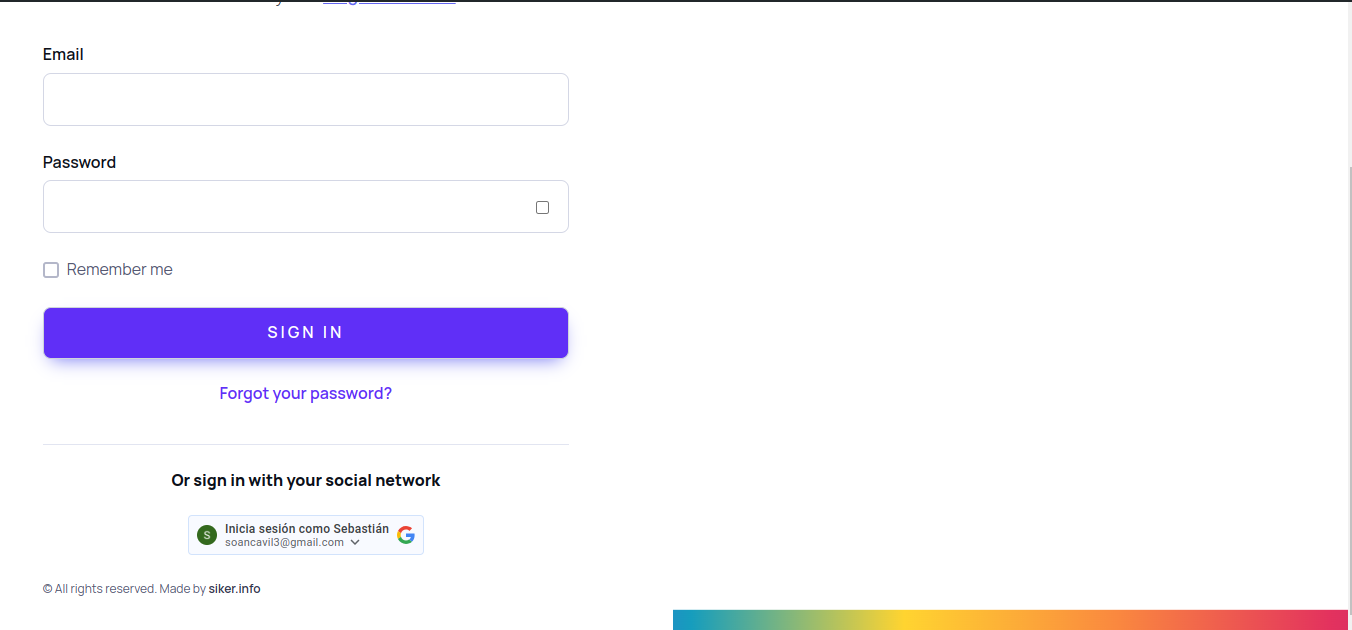 Email
Password
Remember me
SIGN IN
Forgot your password?
Or sign in with your social network
S
Inicia sesión como Sebastián
soancavil3@gmail.com
© All rights reserved. Made by siker.info